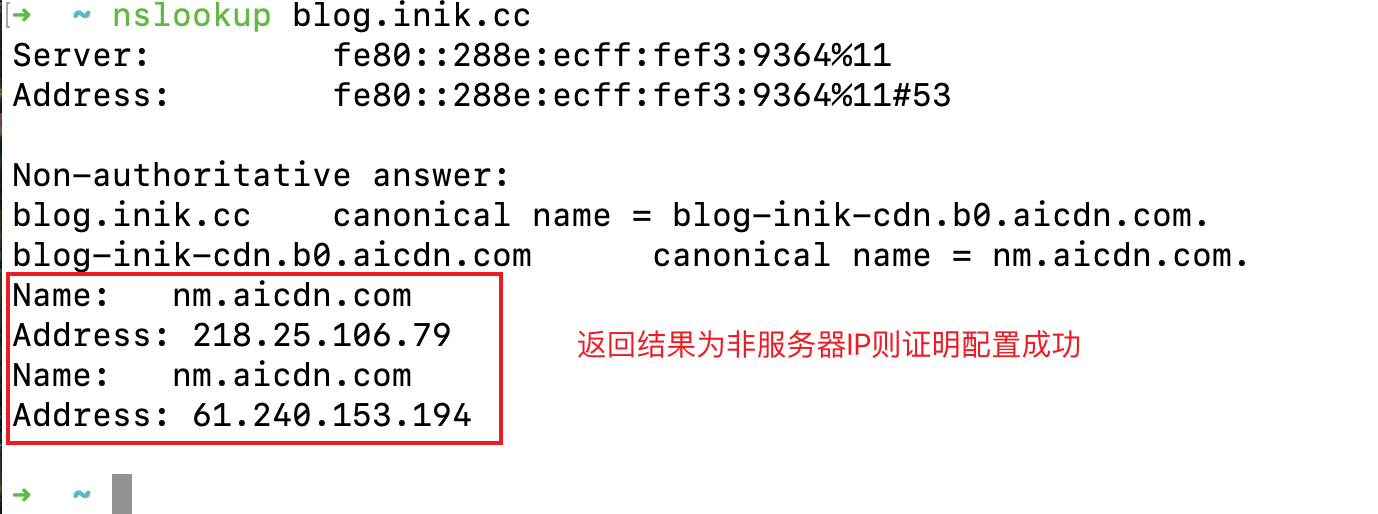 ➜ ~ nslookup blog.inik.cc
Server: fe80::288e:ecff:fef3:9364%11
Address: fe80::288e:ecff:fef3:9364%11#53
Non-authoritative answer:
blog.inik.cc canonical name = blog-inik-cdn.b0.aicdn.com.
blog-inik-cdn.b0.aicdn.com canonical name = nm.aicdn.com.
Name: nm.aicdn.com
Address: 218.25.106.79
返回结果为非服务器IP则证明配置成功
Name: nm.aicdn.com
Address: 61.240.153.194
➜ ~